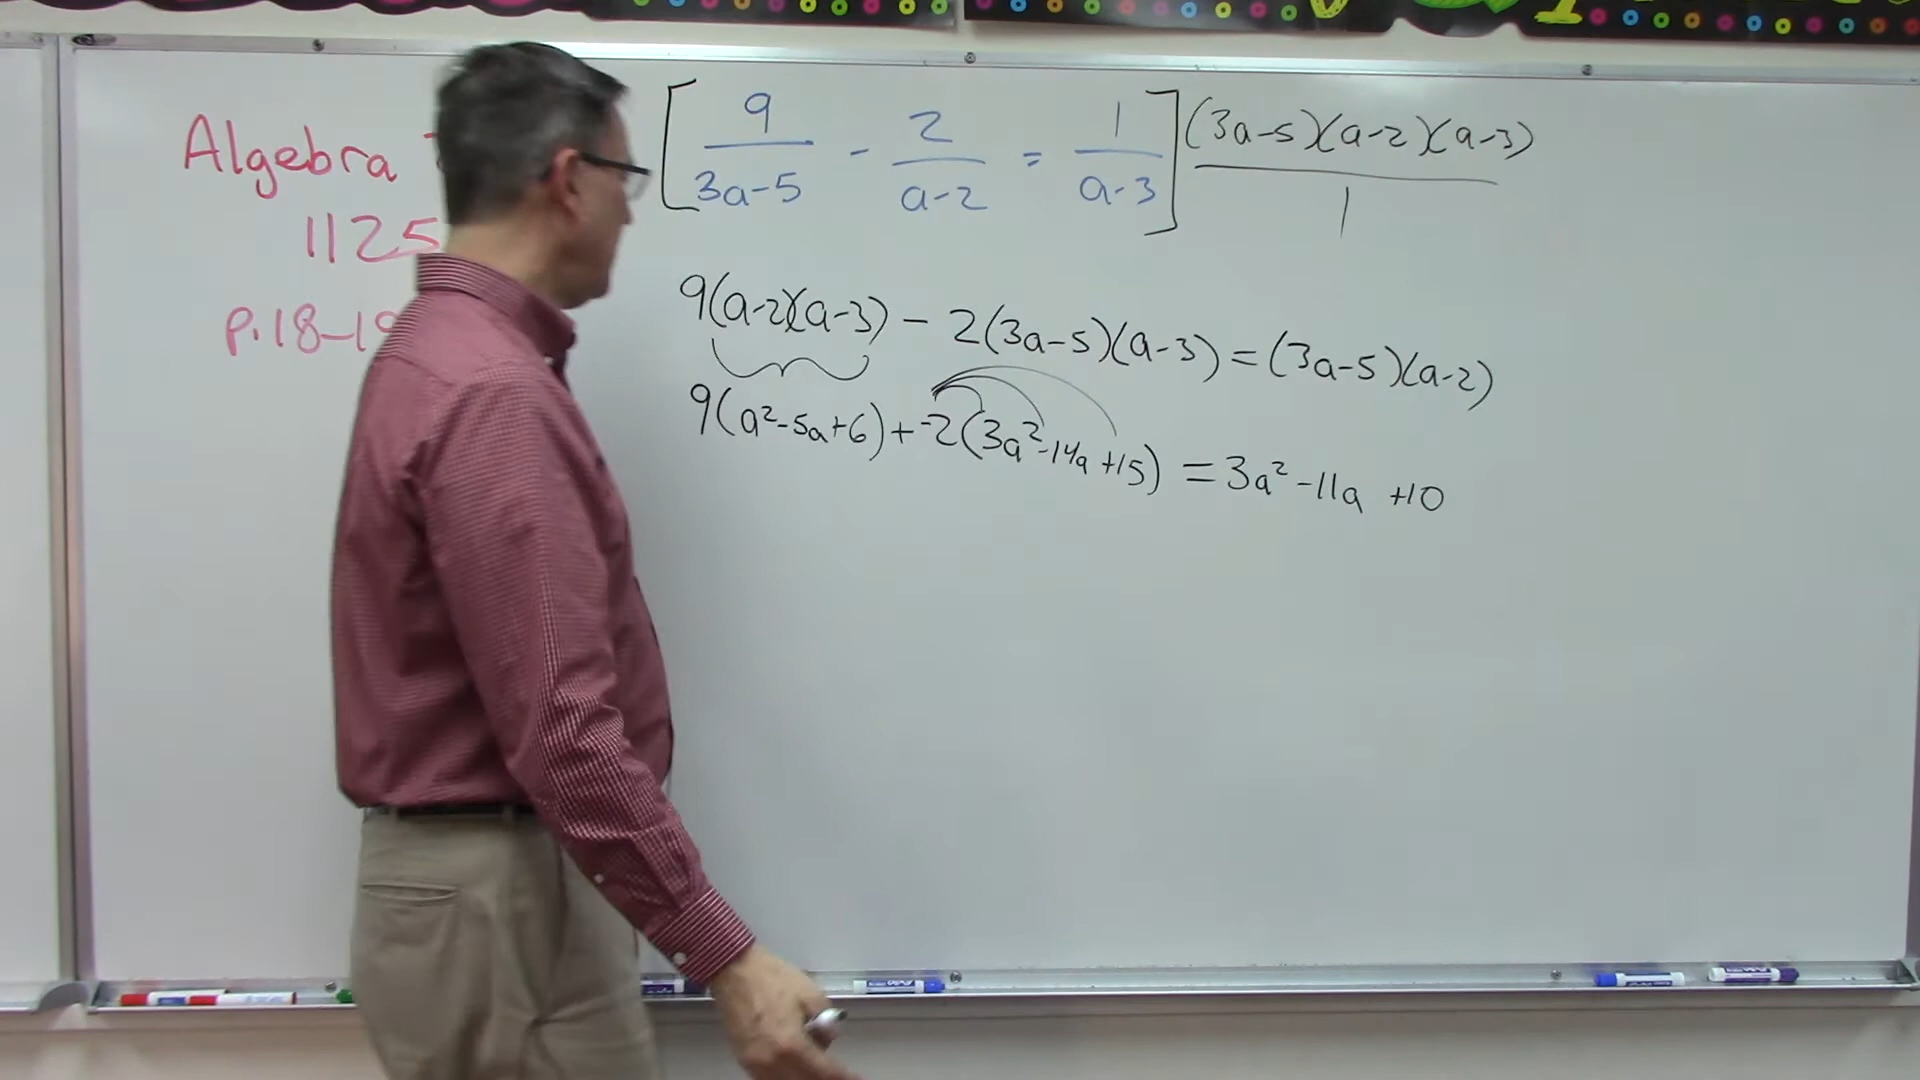 Algebra
1125
p.18-19
[9/(3a-5) - 2/(a-2) = 1/(a-3)] (3a-5)(a-2)(a-3)/1
9(a-2)(a-3) - 2(3a-5)(a-3) = (3a-5)(a-2)
9(a²-5a+6) + -2(3a²-14a+15) = 3a² -11a +10